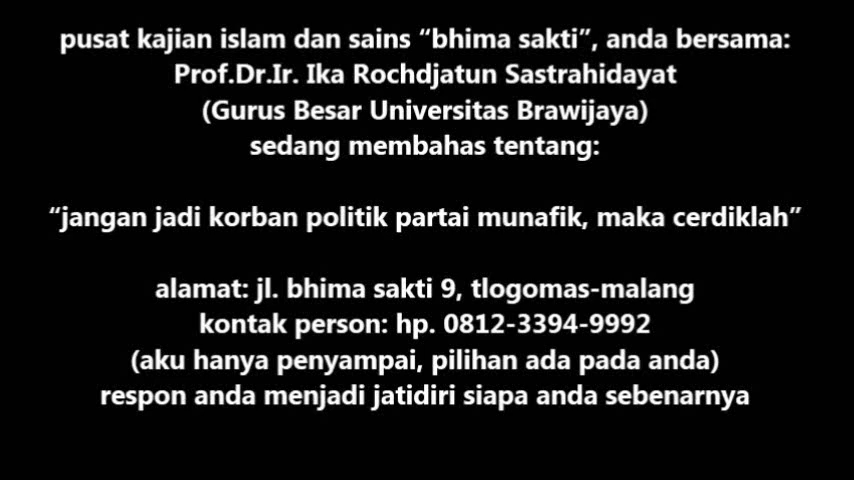 pusat kajian islam dan sains “bhima sakti”, anda bersama:
Prof.Dr.Ir. Ika Rochdjatun Sastrahidayat
(Gurus Besar Universitas Brawijaya)
sedang membahas tentang:
“jangan jadi korban politik partai munafik, maka cerdiklah”
alamat: jl. bhima sakti 9, tlogomas-malang
kontak person: hp. 0812-3394-9992
(aku hanya penyampai, pilihan ada pada anda)
respon anda menjadi jatidiri siapa anda sebenarnya